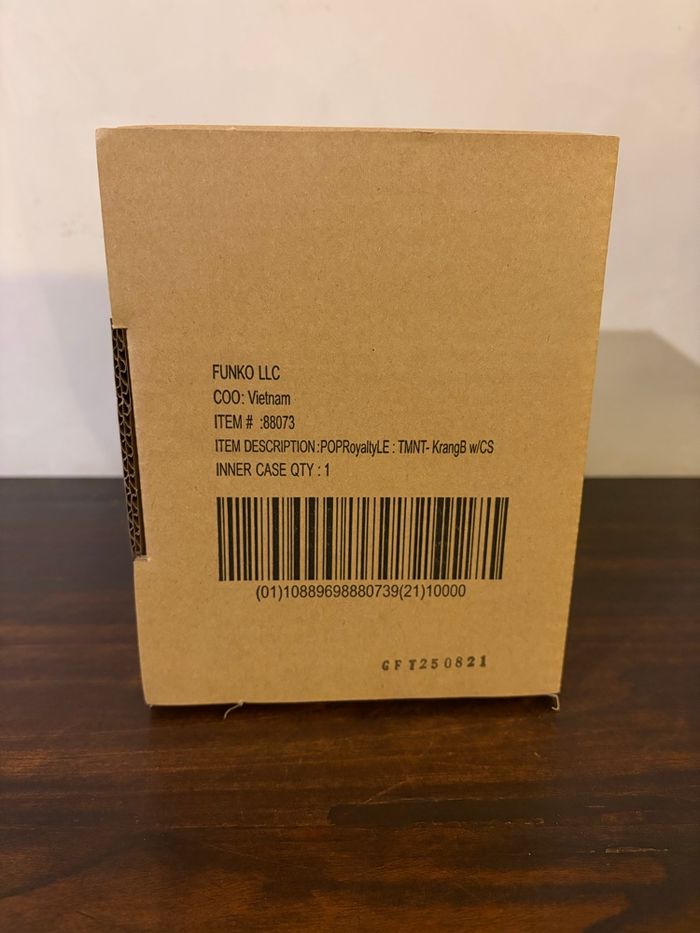 FUNKO LLC
COO: Vietnam
ITEM # :88073
ITEM DESCRIPTION:POPRoyaltyLE : TMNT- KrangB w/CS
INNER CASE QTY : 1
(01)10889698880739(21)10000
GFT250821